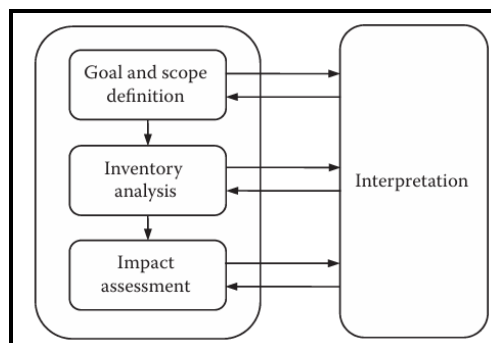 Goal and scope
definition
Inventory
analysis
Interpretation
Impact
assessment